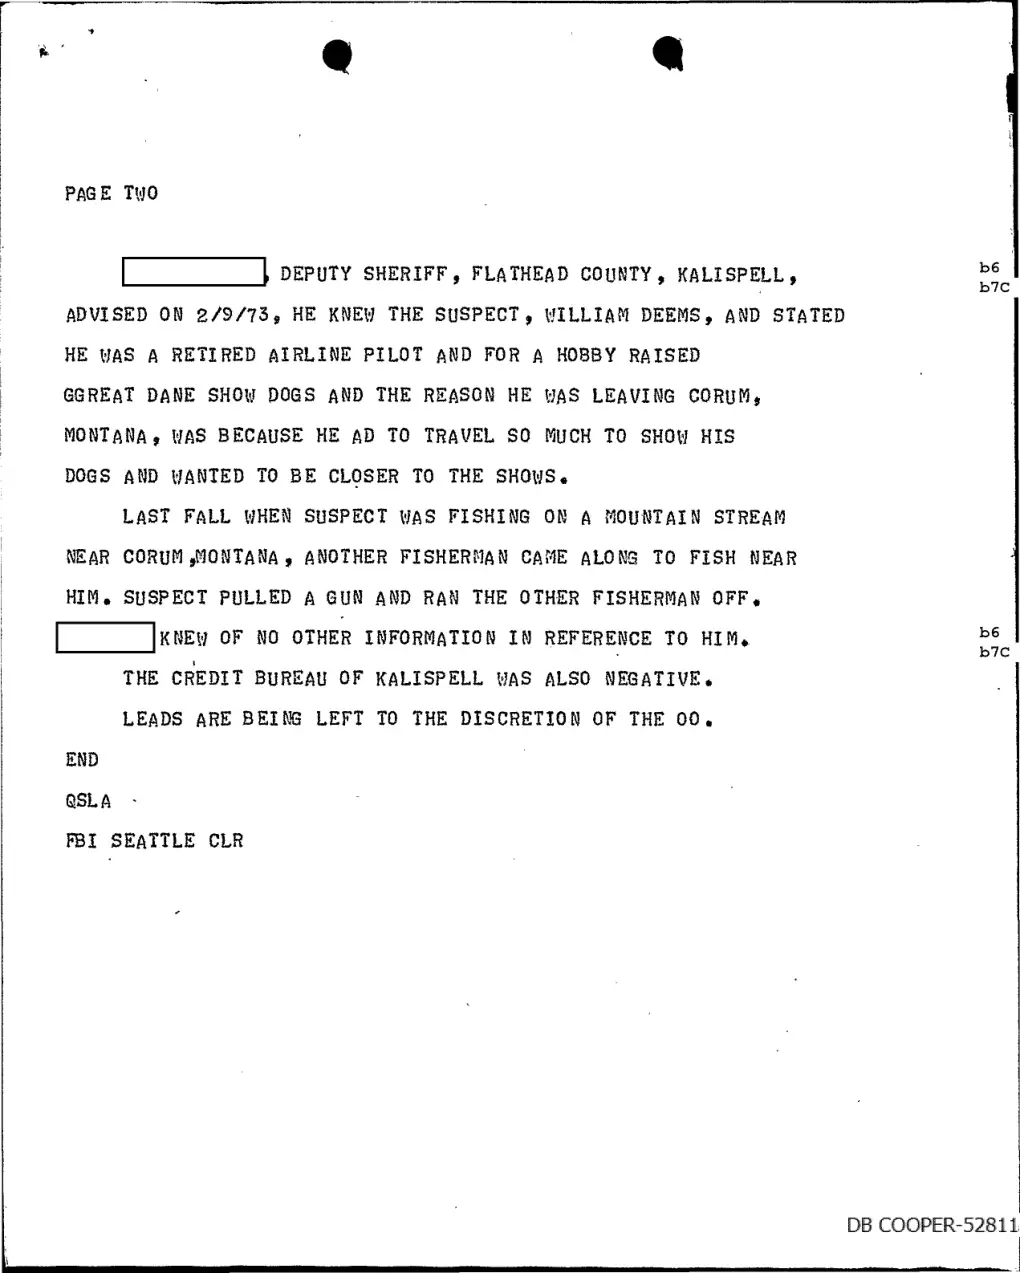 PAGE TWO
, DEPUTY SHERIFF, FLATHEAD COUNTY, KALISPELL,
b6
b7C
ADVISED ON 2/9/73, HE KNEW THE SUSPECT, WILLIAM DEEMS, AND STATED
HE WAS A RETIRED AIRLINE PILOT AND FOR A HOBBY RAISED
GGREAT DANE SHOW DOGS AND THE REASON HE WAS LEAVING CORUM,
MONTANA, WAS BECAUSE HE AD TO TRAVEL SO MUCH TO SHOW HIS
DOGS AND WANTED TO BE CLOSER TO THE SHOWS.
LAST FALL WHEN SUSPECT WAS FISHING ON A MOUNTAIN STREAM
NEAR CORUM,MONTANA, ANOTHER FISHERMAN CAME ALONG TO FISH NEAR
HIM. SUSPECT PULLED A GUN AND RAN THE OTHER FISHERMAN OFF.
KNEW OF NO OTHER INFORMATION IN REFERENCE TO HIM.
b6
b7C
THE CREDIT BUREAU OF KALISPELL WAS ALSO NEGATIVE.
LEADS ARE BEING LEFT TO THE DISCRETION OF THE OO.
END
QSLA
FBI SEATTLE CLR
DB COOPER-52811